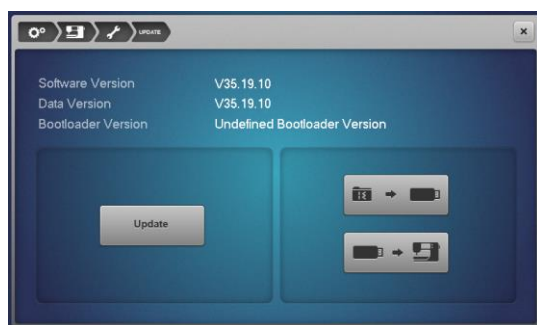 UPDATE
Software Version V35.19.10
Data Version V35.19.10
Bootloader Version Undefined Bootloader Version
Update